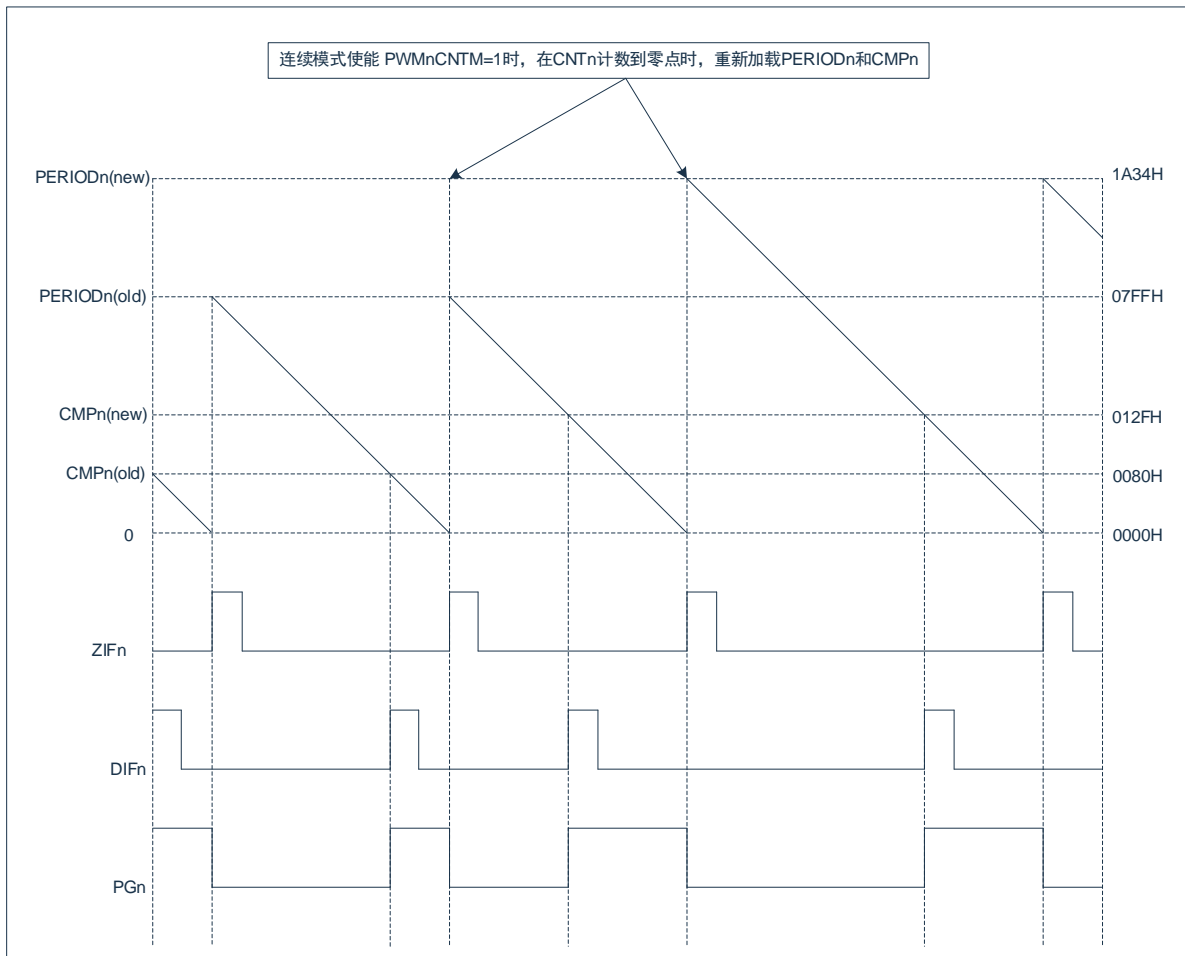 连续模式使能 PWMnCNTM=1时，在CNTn计数到零点时，重新加载PERIODn和CMPn
PERIODn(new)
1A34H
PERIODn(old)
07FFH
CMPn(new)
012FH
CMPn(old)
0080H
0
0000H
ZIFn
DIFn
PGn